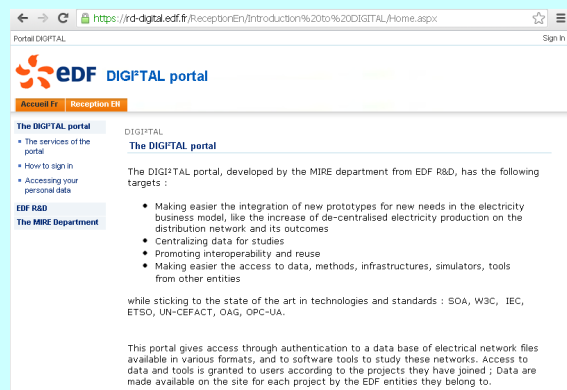 https://rd-digital.edf.fr/ReceptionEn/Introduction%20to%20DIGITAL/Home.aspx
Portail DIGI²TAL
Sign In
eDF DIGI²TAL portal
Accueil Fr Reception EN
The DIGI²TAL portal
The services of the
portal
How to sign in
Accessing your
personal data
EDF R&D
The MIRE Department
DIGI²TAL
The DIGI²TAL portal
The DIGI²TAL portal, developed by the MIRE department from EDF R&D, has the following
targets :
Making easier the integration of new prototypes for new needs in the electricity
business model, like the increase of de-centralised electricity production on the
distribution network and its outcomes
Centralizing data for studies
Promoting interoperability and reuse
Making easier the access to data, methods, infrastructures, simulators, tools
from other entities
while sticking to the state of the art in technologies and standards : SOA, W3C, IEC,
ETSO, UN-CEFACT, OAG, OPC-UA.
This portal gives access through authentication to a data base of electrical network files
available in various formats, and to software tools to study these networks. Access to
data and tools is granted to users according to the projects they have joined ; Data are
made available on the site for each project by the EDF entities they belong to.